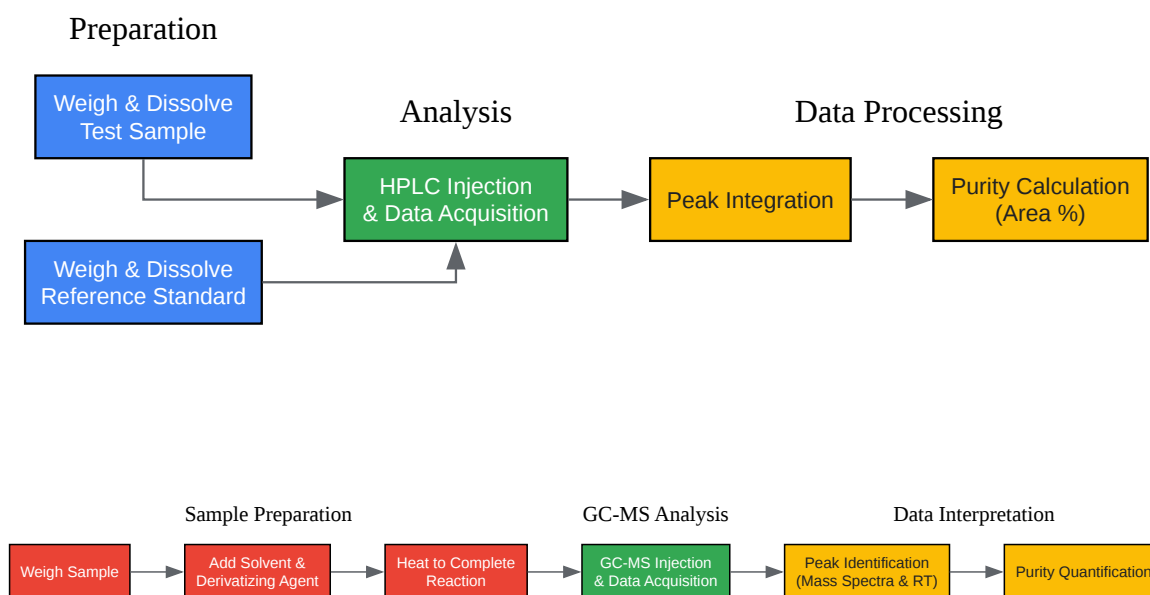 Preparation
Weigh & Dissolve
Test Sample
Analysis
Data Processing
HPLC Injection
& Data Acquisition
Peak Integration
Purity Calculation
(Area %)
Weigh & Dissolve
Reference Standard
Sample Preparation
GC-MS Analysis
Data Interpretation
Weigh Sample
Add Solvent &
Derivatizing Agent
Heat to Complete
Reaction
GC-MS Injection
& Data Acquisition
Peak Identification
(Mass Spectra & RT)
Purity Quantification